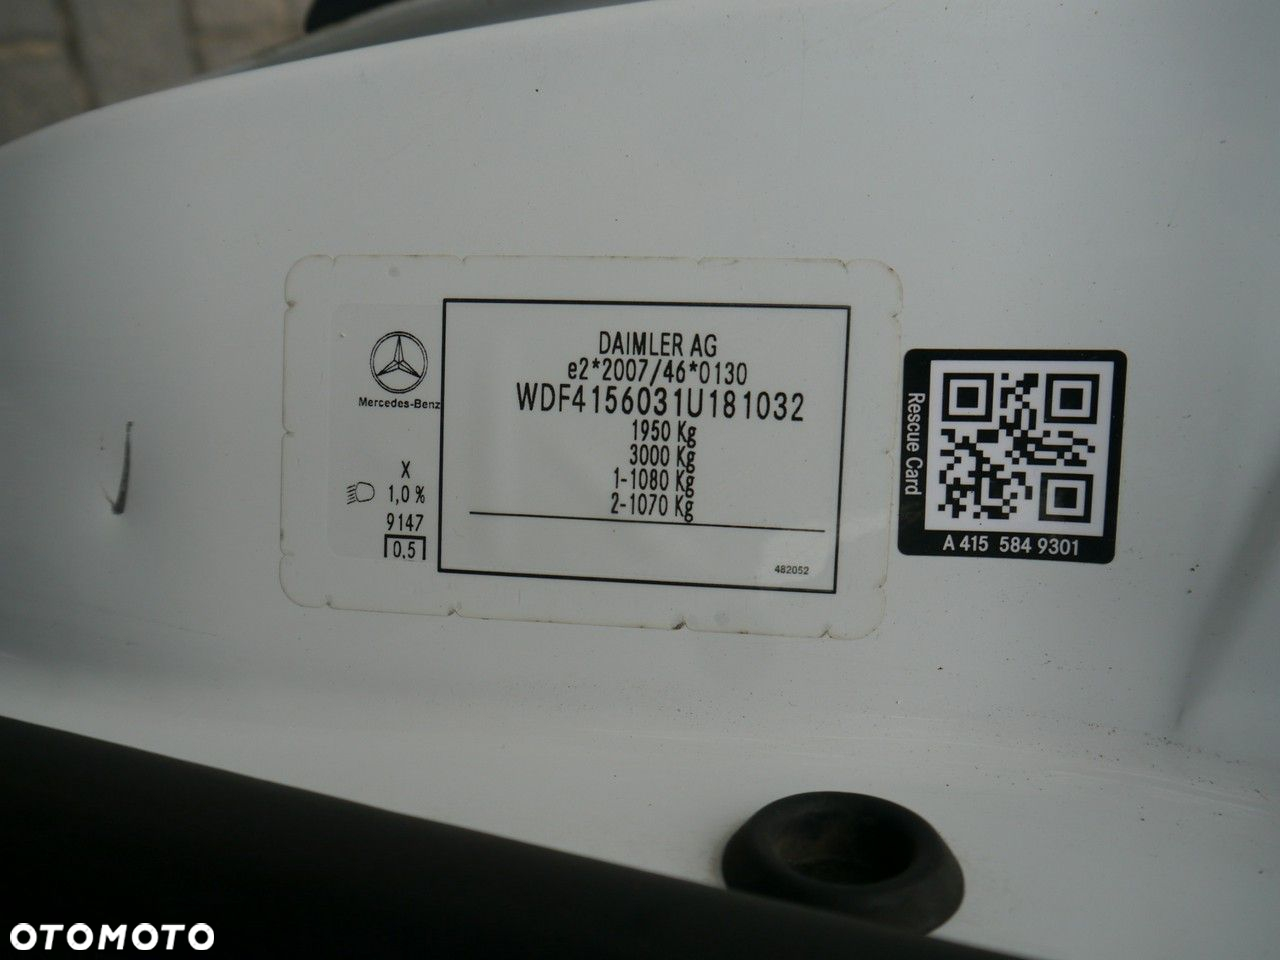 Mercedes-Benz
X
1,0 %
9147
0.5
DAIMLER AG
e2*2007/46*0130
WDF4156031U181032
1950 Kg
3000 Kg
1-1080 Kg
2-1070 Kg
482052
Rescue Card
A 415 584 9301
OTOMOTO